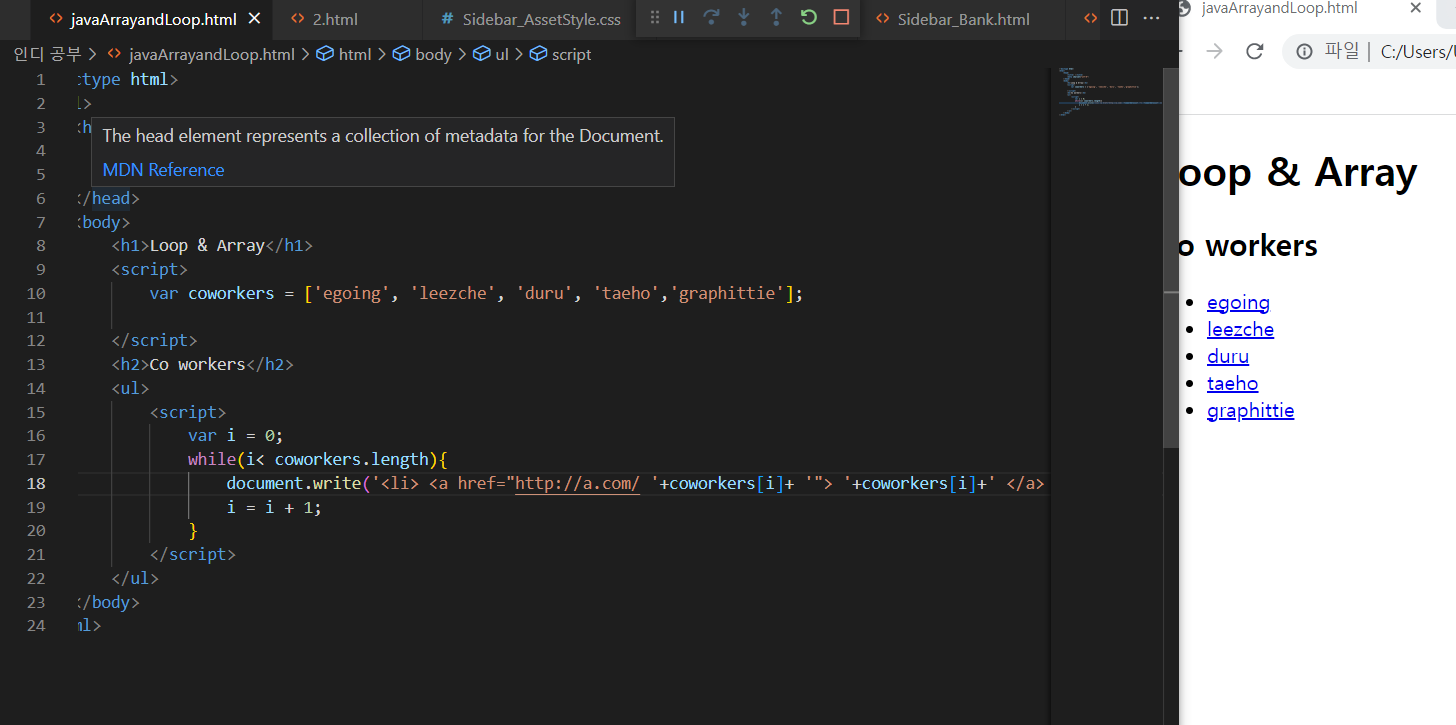 javaArrayandLoop.html
2.html
Sidebar_AssetStyle.css
Sidebar_Bank.html
javaArrayandLoop.html
인디 공부 > javaArrayandLoop.html > html > body > ul > script
파일 C:/Users/
1 ctype html>
2 l>
3 <h
The head element represents a collection of metadata for the Document.
4
MDN Reference
5
6 </head>
7 <body>
8 <h1>Loop & Array</h1>
9 <script>
10 var coworkers = ['egoing', 'leezche', 'duru', 'taeho','graphittie'];
11
12 </script>
13 <h2>Co workers</h2>
14 <ul>
15 <script>
16 var i = 0;
17 while(i< coworkers.length){
18 document.write('<li> <a href="http://a.com/ '+coworkers[i]+ '"> '+coworkers[i]+' </a>
19 i = i + 1;
20 }
21 </script>
22 </ul>
23 </body>
24 ml>
oop & Array
o workers
egoing
leezche
duru
taeho
graphittie